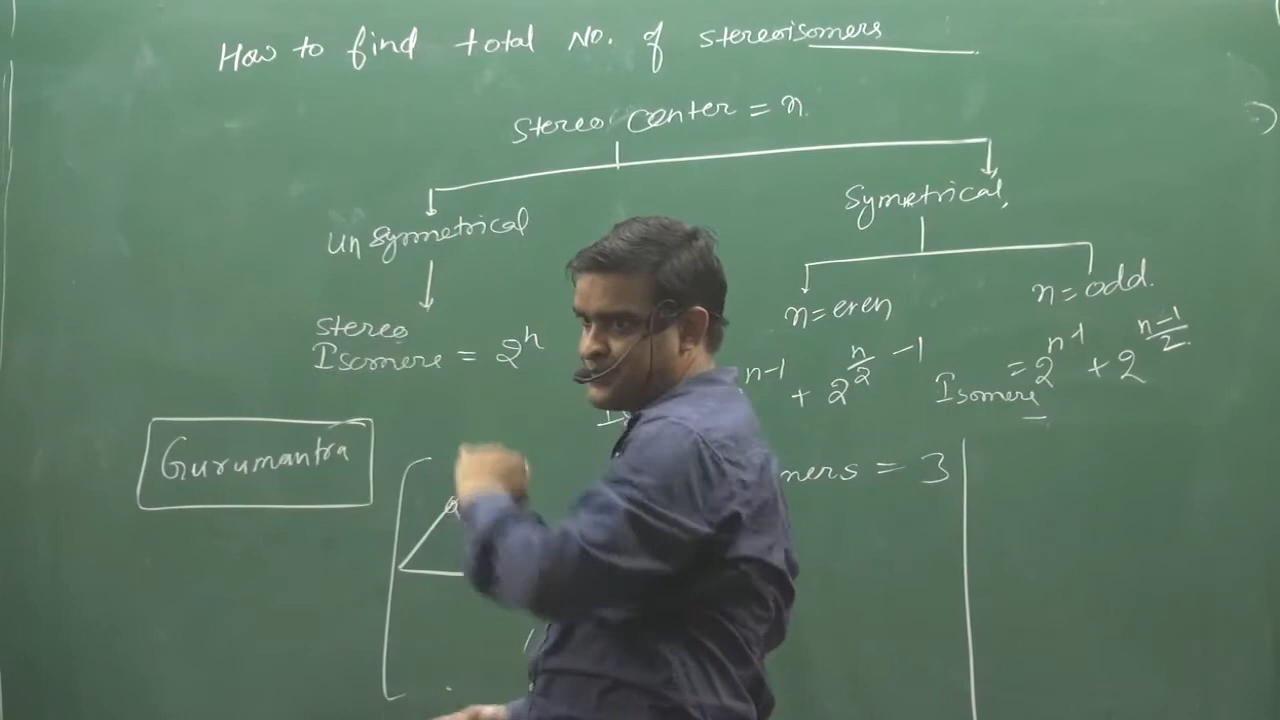 How to find total No. of stereoisomers
Stereo center = n
Symetrical,
Unsymmetrical
n = even
n = odd.
Stereo
Isomere = 2^n
n-1 + 2^(n/2 - 1)
Isomere = 2^(n-1) + 2^((n-1)/2)
Gurumantra
ners = 3